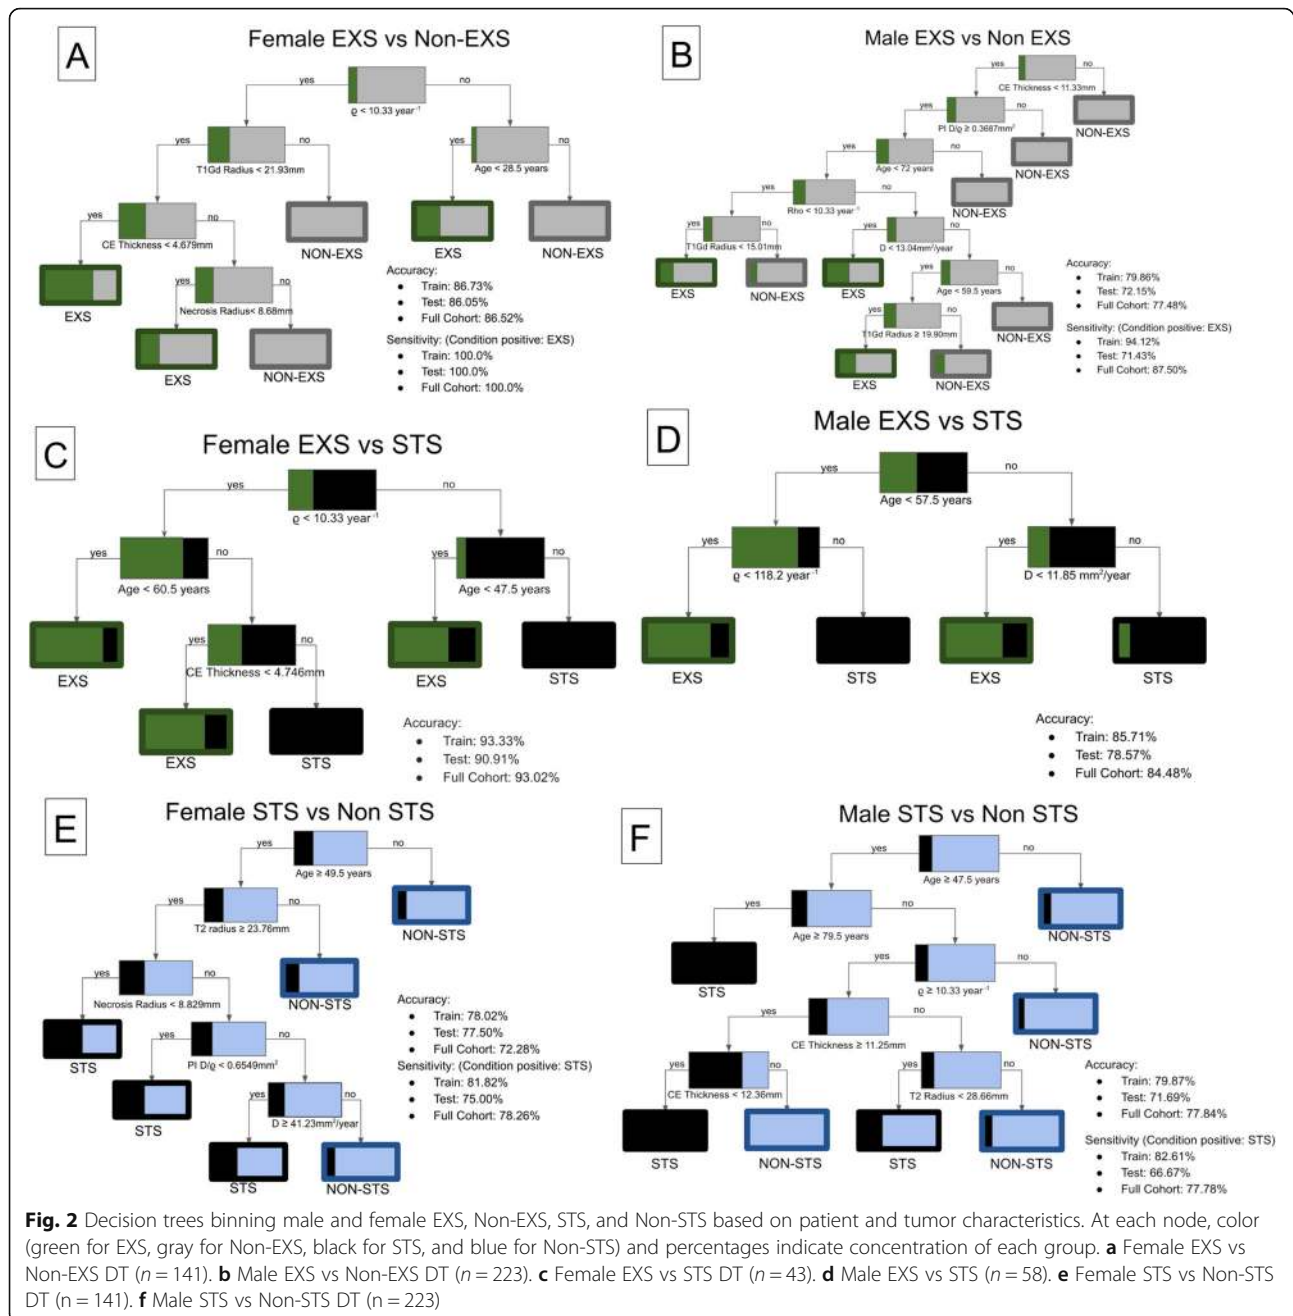 A
Female EXS vs Non-EXS
yes
no
ϱ < 10.33 year⁻¹
yes
no
yes
no
T1Gd Radius < 21.93mm
Age < 28.5 years
yes
no
CE Thickness < 4.679mm
NON-EXS
EXS
NON-EXS
yes
no
Necrosis Radius< 8.68mm
EXS
EXS
NON-EXS
Accuracy:
● Train: 86.73%
● Test: 86.05%
● Full Cohort: 86.52%
Sensitivity: (Condition positive: EXS)
● Train: 100.0%
● Test: 100.0%
● Full Cohort: 100.0%
B
Male EXS vs Non EXS
yes
no
CE Thickness < 11.33mm
yes
no
NON-EXS
PI D/ϱ ≥ 0.3687mm²
yes
no
NON-EXS
Age < 72 years
yes
no
NON-EXS
Rho < 10.33 year⁻¹
yes
no
yes
no
T1Gd Radius < 15.01mm
D < 13.04mm²/year
EXS
NON-EXS
EXS
yes
no
Age < 59.5 years
NON-EXS
yes
no
T1Gd Radius ≥ 19.90mm
EXS
NON-EXS
Accuracy:
● Train: 79.86%
● Test: 72.15%
● Full Cohort: 77.48%
Sensitivity: (Condition positive: EXS)
● Train: 94.12%
● Test: 71.43%
● Full Cohort: 87.50%
C
Female EXS vs STS
yes
no
ϱ < 10.33 year⁻¹
yes
no
yes
no
Age < 60.5 years
Age < 47.5 years
EXS
yes
no
CE Thickness < 4.746mm
EXS
STS
EXS
STS
Accuracy:
● Train: 93.33%
● Test: 90.91%
● Full Cohort: 93.02%
D
Male EXS vs STS
yes
no
Age < 57.5 years
yes
no
yes
no
ϱ < 118.2 year⁻¹
D < 11.85 mm²/year
EXS
STS
EXS
STS
Accuracy:
● Train: 85.71%
● Test: 78.57%
● Full Cohort: 84.48%
E
Female STS vs Non STS
yes
no
Age ≥ 49.5 years
yes
no
T2 radius ≥ 23.76mm
NON-STS
yes
no
Necrosis Radius < 8.829mm
NON-STS
STS
yes
no
PI D/ϱ < 0.6549mm²
STS
yes
no
D ≥ 41.23mm²/year
STS
NON-STS
Accuracy:
● Train: 78.02%
● Test: 77.50%
● Full Cohort: 72.28%
Sensitivity: (Condition positive: STS)
● Train: 81.82%
● Test: 75.00%
● Full Cohort: 78.26%
F
Male STS vs Non STS
yes
no
Age ≥ 47.5 years
yes
no
Age ≥ 79.5 years
NON-STS
STS
yes
no
ϱ ≥ 10.33 year⁻¹
yes
no
CE Thickness ≥ 11.25mm
NON-STS
yes
no
yes
no
CE Thickness < 12.36mm
T2 Radius < 28.66mm
STS
NON-STS
STS
NON-STS
Accuracy:
● Train: 79.87%
● Test: 71.69%
● Full Cohort: 77.84%
Sensitivity (Condition positive: STS)
● Train: 82.61%
● Test: 66.67%
● Full Cohort: 77.78%
Fig. 2 Decision trees binning male and female EXS, Non-EXS, STS, and Non-STS based on patient and tumor characteristics. At each node, color
(green for EXS, gray for Non-EXS, black for STS, and blue for Non-STS) and percentages indicate concentration of each group. a Female EXS vs
Non-EXS DT (n = 141). b Male EXS vs Non-EXS DT (n = 223). c Female EXS vs STS DT (n = 43). d Male EXS vs STS (n = 58). e Female STS vs Non-STS
DT (n = 141). f Male STS vs Non-STS DT (n = 223)